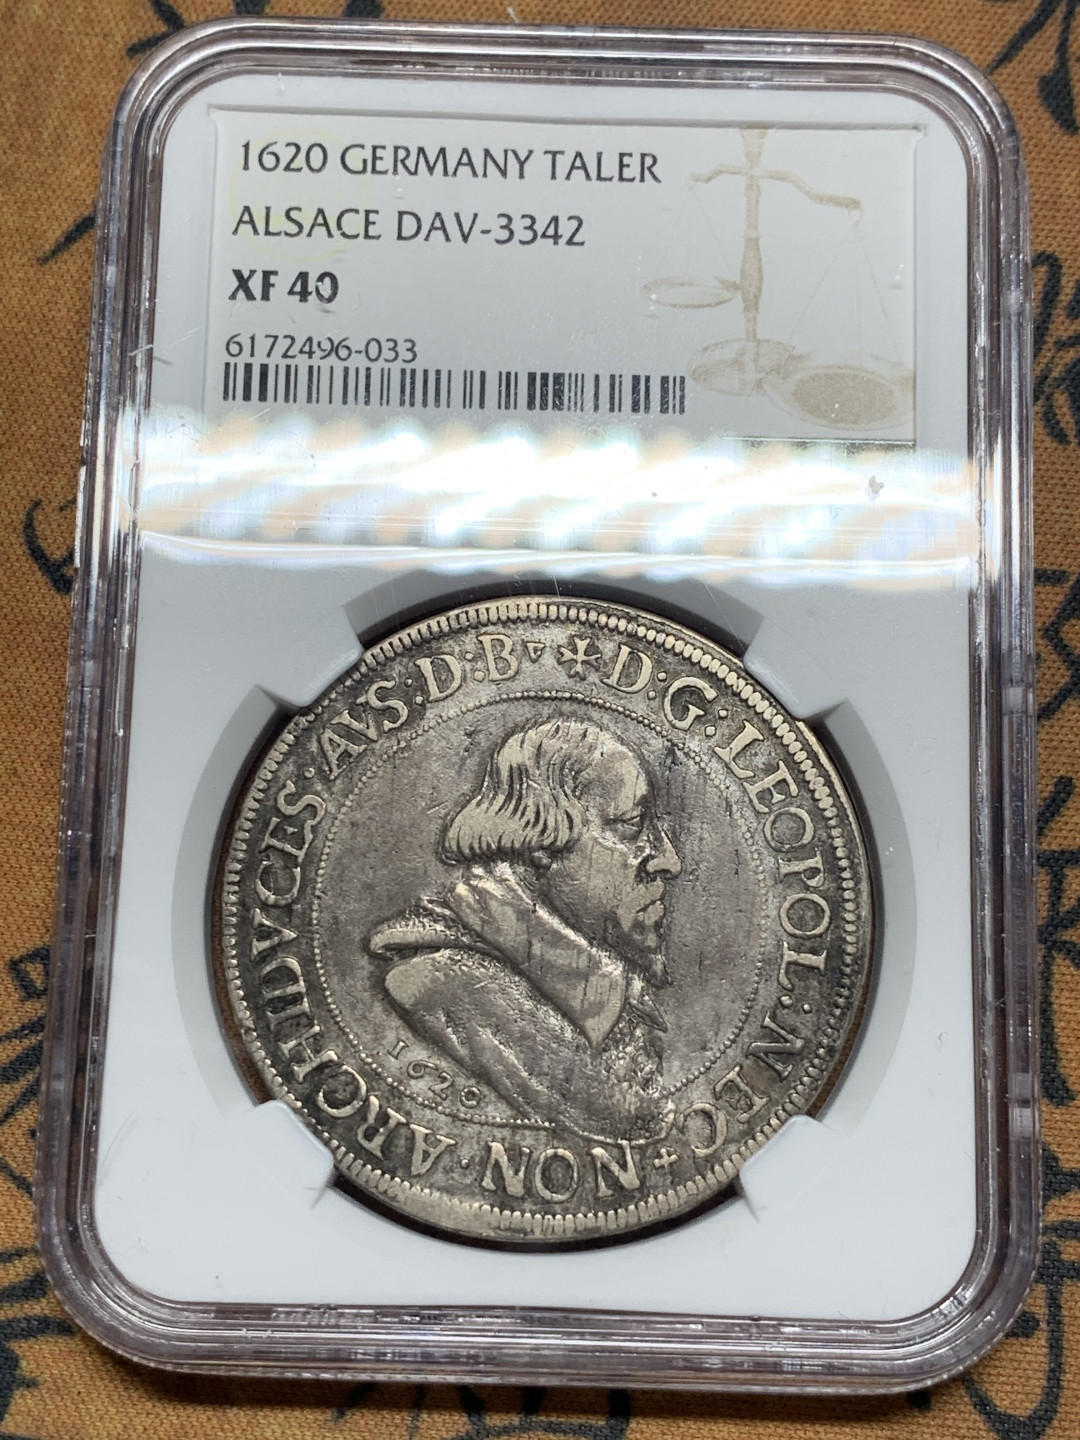 1620 GERMANY TALER
ALSACE DAV-3342
XF 40
6172496-033
D:G:LEOPOL:NEC + NON · ARCHIDVCES · AVS:D:B
1620